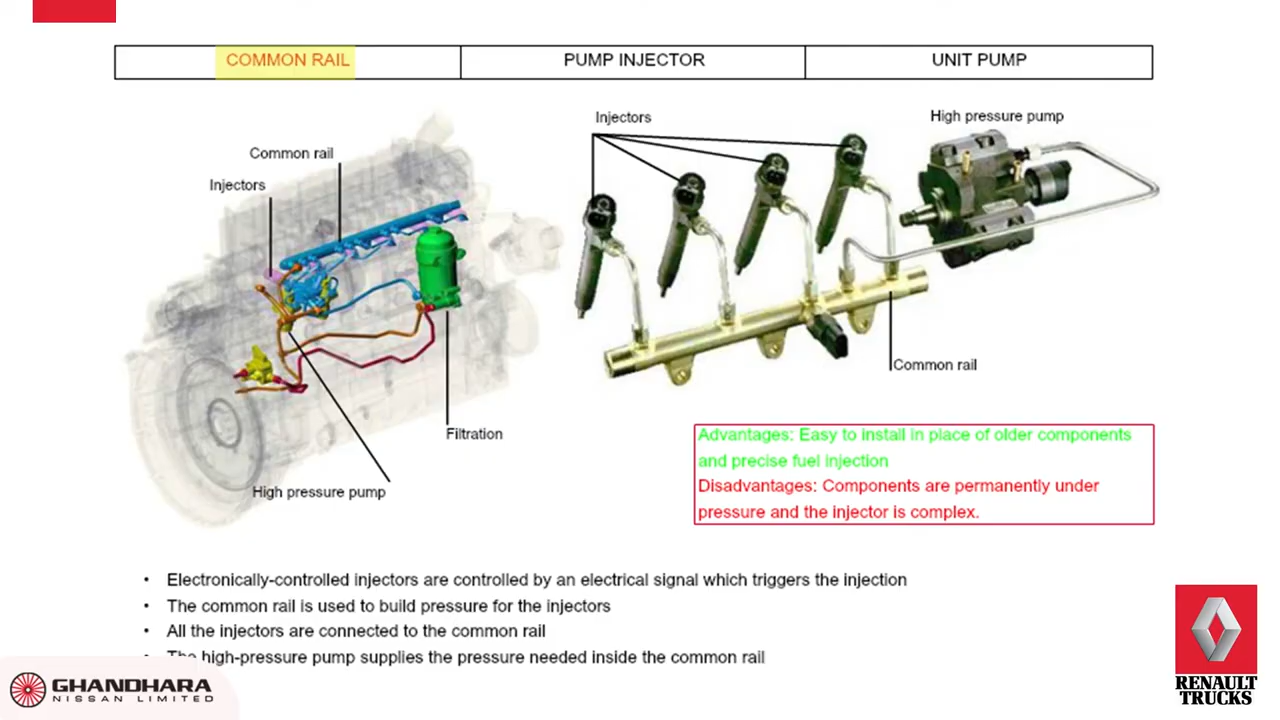 COMMON RAIL
PUMP INJECTOR
UNIT PUMP
Common rail
Injectors
Filtration
High pressure pump
Injectors
High pressure pump
Common rail
Advantages: Easy to install in place of older components
and precise fuel injection
Disadvantages: Components are permanently under
pressure and the injector is complex.
• Electronically-controlled injectors are controlled by an electrical signal which triggers the injection
• The common rail is used to build pressure for the injectors
• All the injectors are connected to the common rail
• The high-pressure pump supplies the pressure needed inside the common rail
GHANDHARA
NISSAN LIMITED
RENAULT
TRUCKS